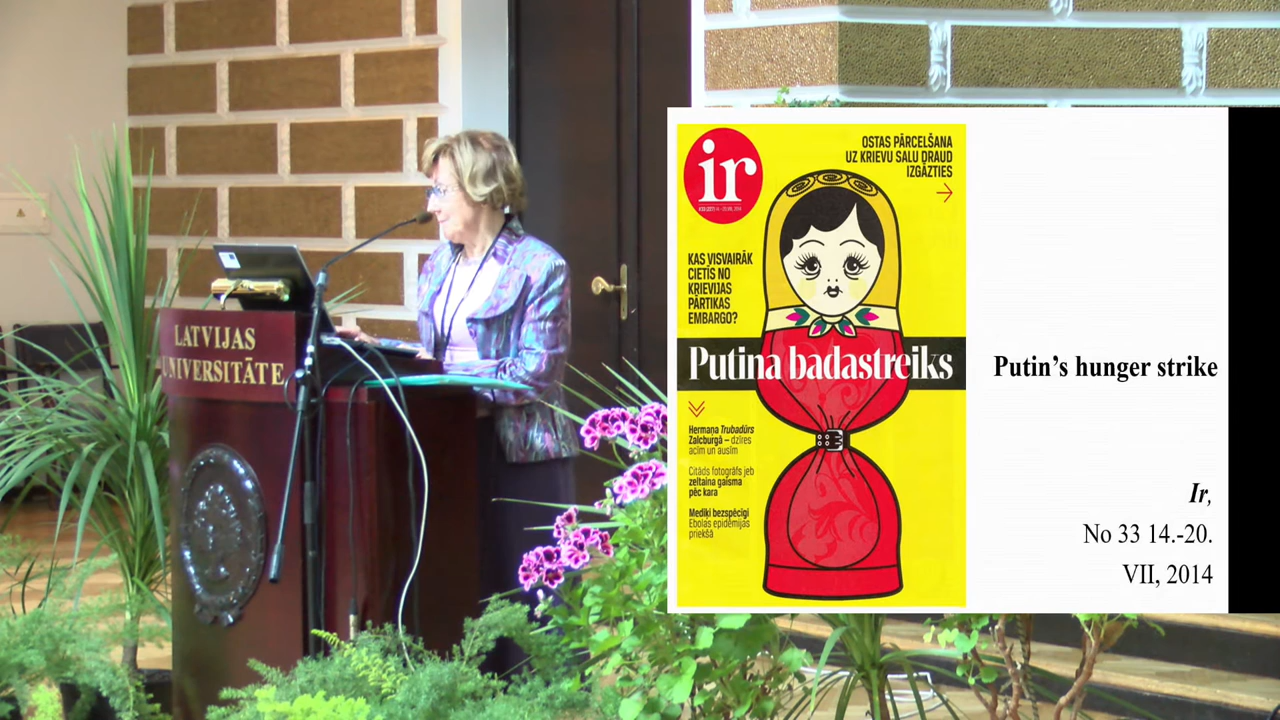 LATVIJAS
UNIVERSITĀTE
ir
OSTAS PĀRCELŠANA
UZ KRIEVU SALU DRAUD
IZGĀZTIES
KAS VISVAIRĀK
CIETĪS NO
KRIEVIJAS
PĀRTIKAS
EMBARGO?
Putina badastreiks
Hermaņa Trubadūrs
Zalcburgā – dzīres
acīm un ausīm
Citāds fotogrāfs jeb
zeltaina gaisma
pēc kara
Mediķi bezspēcīgi
Ebolas epidēmijas
priekšā
Putin's hunger strike
Ir,
No 33 14.-20.
VII, 2014